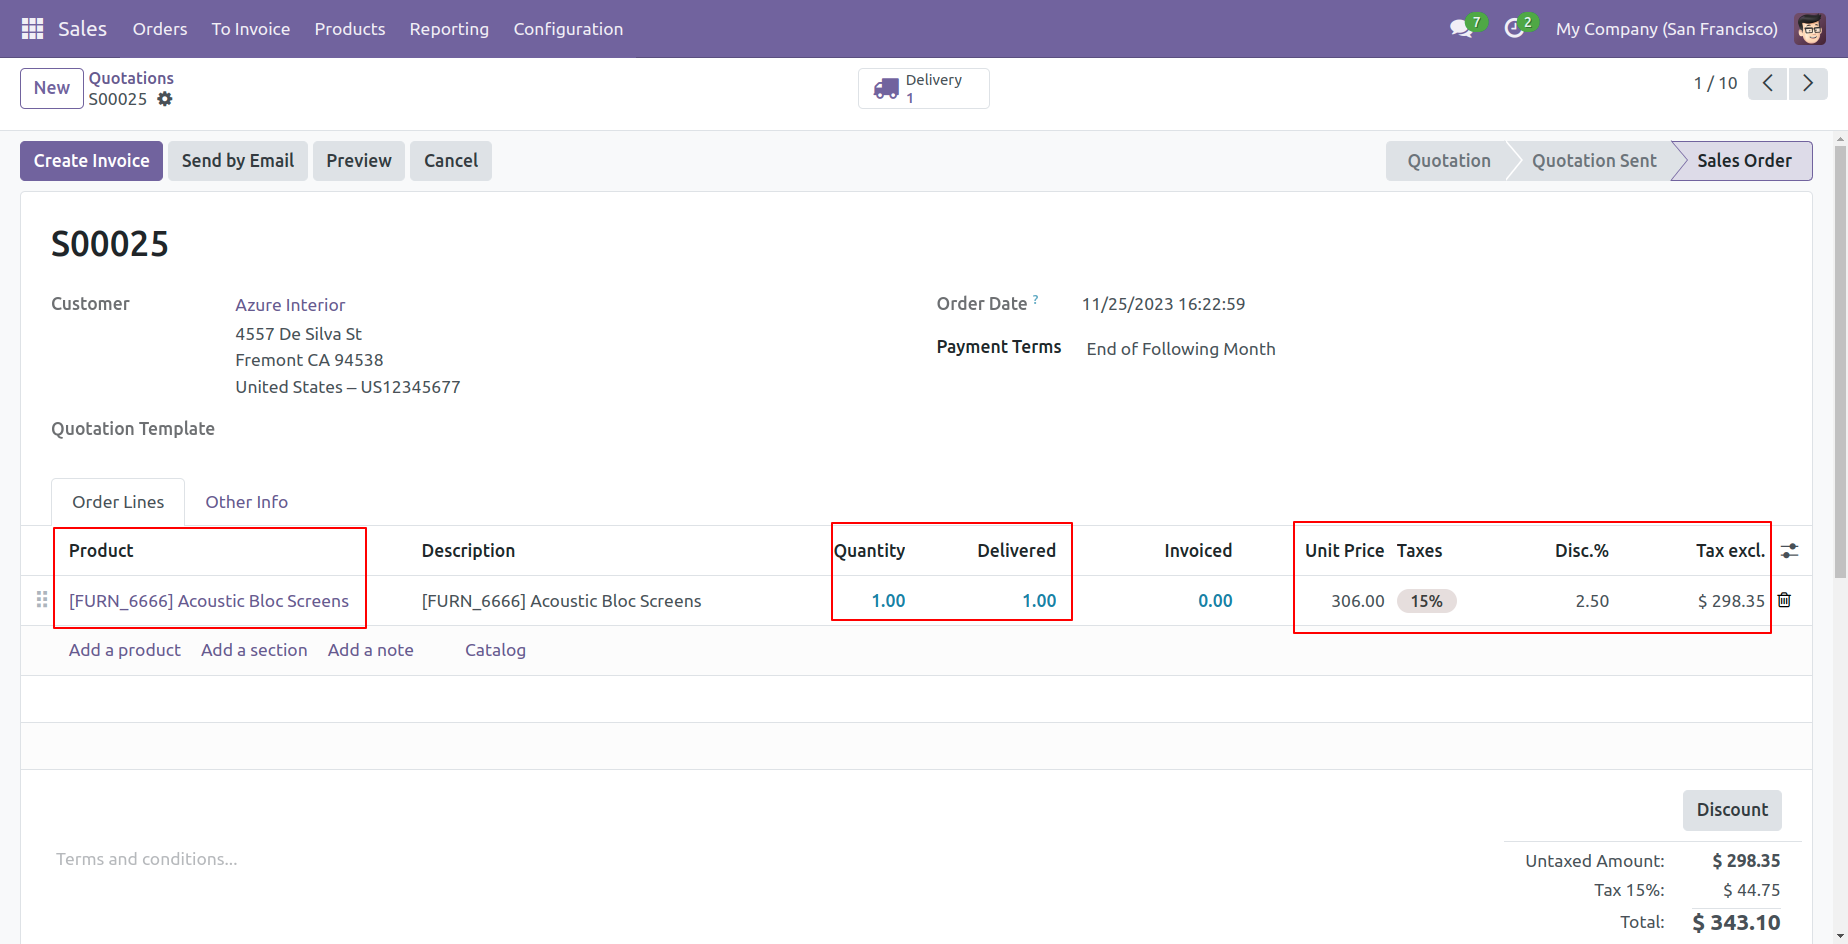 Sales Orders To Invoice Products Reporting Configuration 7 2 My Company (San Francisco)
New Quotations Delivery 1 / 10
S00025 1
Create Invoice Send by Email Preview Cancel Quotation Quotation Sent Sales Order
S00025
Customer Azure Interior Order Date ? 11/25/2023 16:22:59
4557 De Silva St Payment Terms End of Following Month
Fremont CA 94538
United States – US12345677
Quotation Template
Order Lines Other Info
Product Description Quantity Delivered Invoiced Unit Price Taxes Disc.% Tax excl.
[FURN_6666] Acoustic Bloc Screens [FURN_6666] Acoustic Bloc Screens 1.00 1.00 0.00 306.00 15% 2.50 $ 298.35
Add a product Add a section Add a note Catalog
Discount
Terms and conditions... Untaxed Amount: $ 298.35
Tax 15%: $ 44.75
Total: $ 343.10